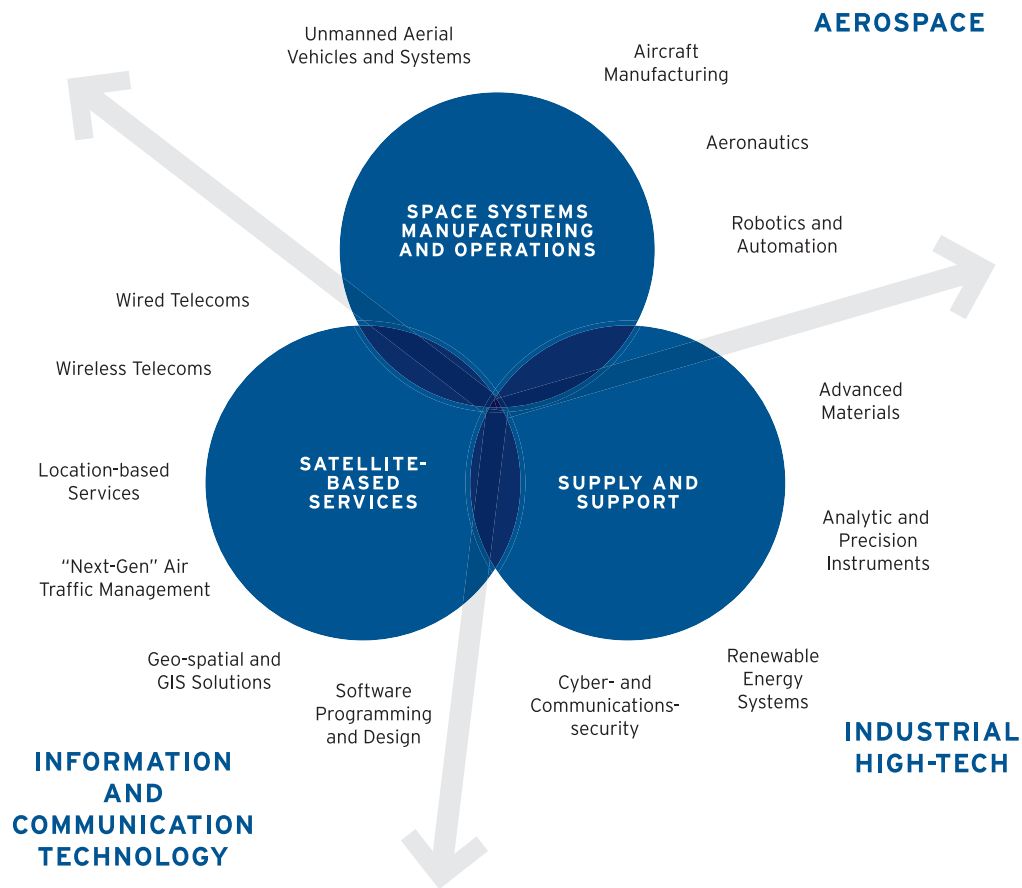 AEROSPACE
Unmanned Aerial
Vehicles and Systems
Aircraft
Manufacturing
Aeronautics
Robotics and
Automation
SPACE SYSTEMS
MANUFACTURING
AND OPERATIONS
Wired Telecoms
Wireless Telecoms
Location-based
Services
“Next-Gen” Air
Traffic Management
Geo-spatial and
GIS Solutions
Software
Programming
and Design
SATELLITE-
BASED
SERVICES
INFORMATION
AND
COMMUNICATION
TECHNOLOGY
SUPPLY AND
SUPPORT
Advanced
Materials
Analytic and
Precision
Instruments
Renewable
Energy
Systems
Cyber- and
Communications-
security
INDUSTRIAL
HIGH-TECH